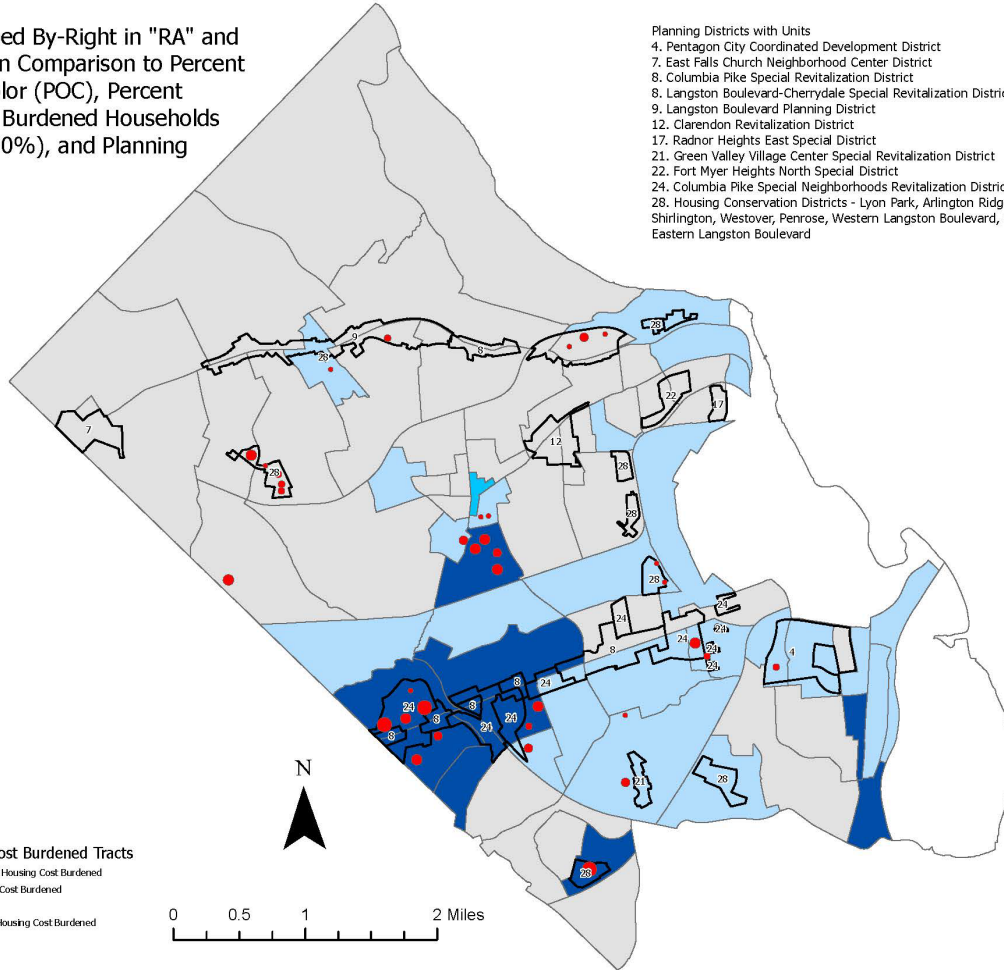 ed By-Right in "RA" and
n Comparison to Percent
lor (POC), Percent
Burdened Households
0%), and Planning
Planning Districts with Units
4. Pentagon City Coordinated Development District
7. East Falls Church Neighborhood Center District
8. Columbia Pike Special Revitalization District
8. Langston Boulevard-Cherrydale Special Revitalization Distric
9. Langston Boulevard Planning District
12. Clarendon Revitalization District
17. Radnor Heights East Special District
21. Green Valley Village Center Special Revitalization District
22. Fort Myer Heights North Special District
24. Columbia Pike Special Neighborhoods Revitalization Distric
28. Housing Conservation Districts - Lyon Park, Arlington Ridg
Shirlington, Westover, Penrose, Western Langston Boulevard,
Eastern Langston Boulevard
28
9
8
28
22
17
7
12
28
28
28
28
24
24
24
8
24
24
24
4
8
24
8
24
8
24
24
8
21
28
28
N
ost Burdened Tracts
Housing Cost Burdened
Cost Burdened
Housing Cost Burdened
0 0.5 1 2 Miles